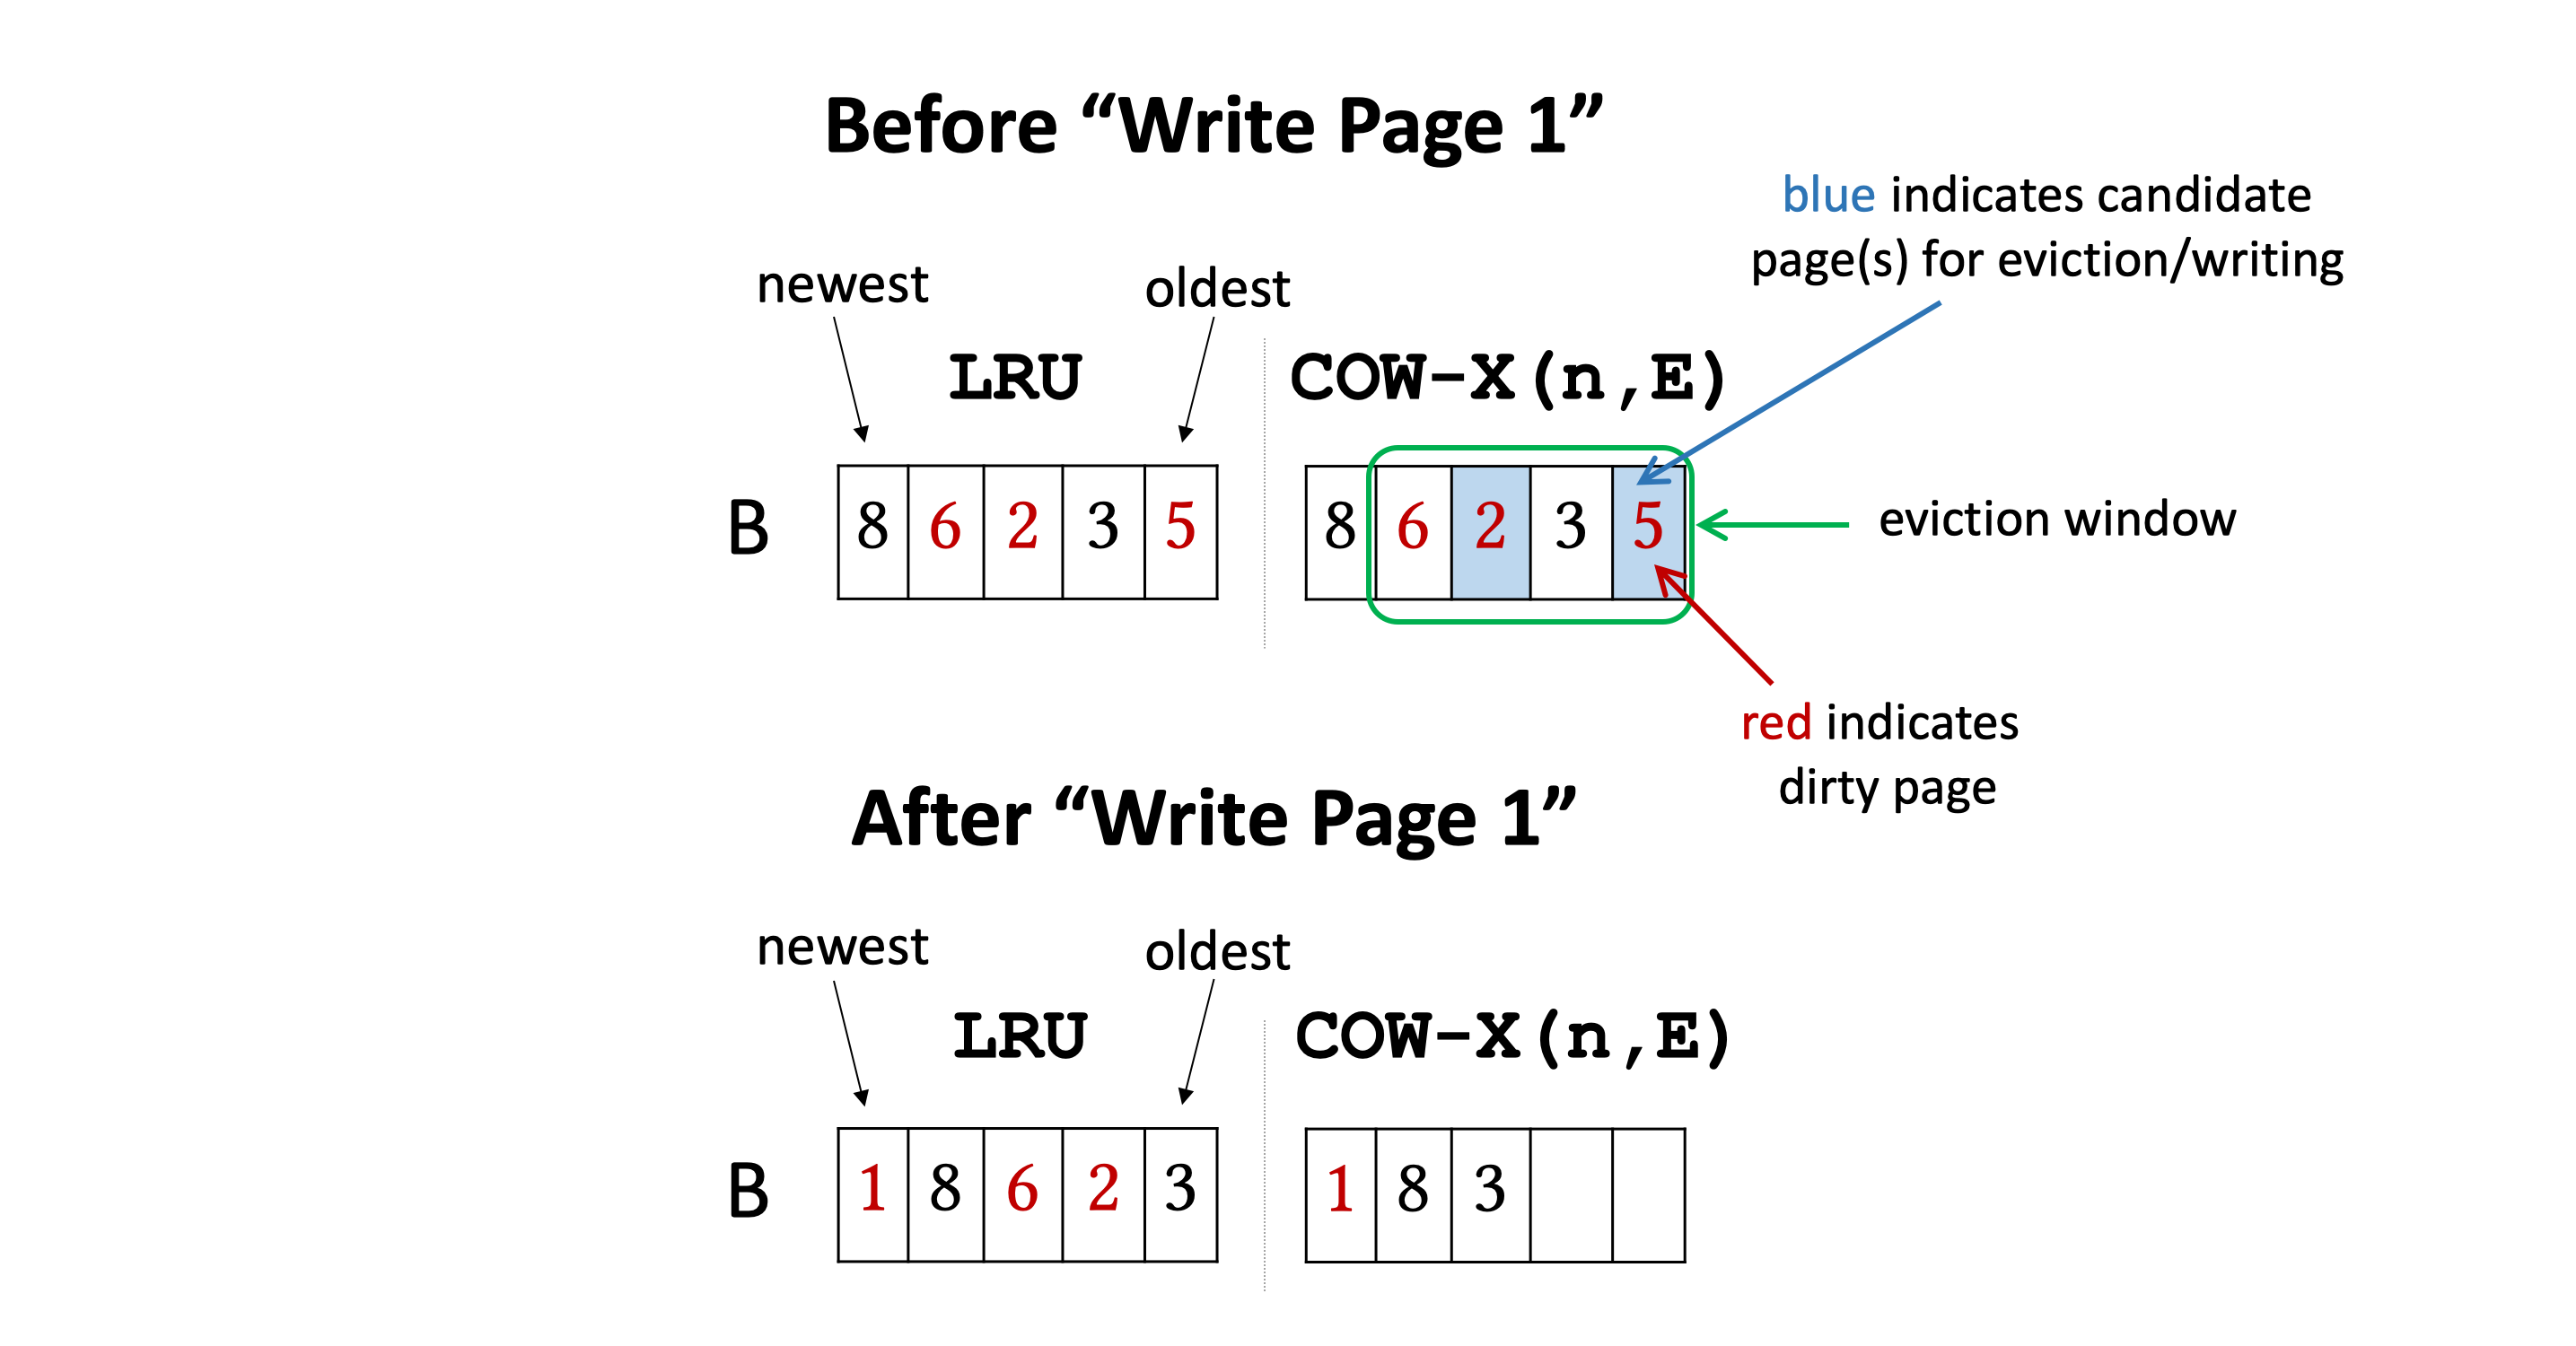 Before “Write Page 1”
blue indicates candidate
page(s) for eviction/writing
newest
oldest
LRU
COW-X(n,E)
B
8 6 2 3 5
8 6 2 3 5
eviction window
red indicates
dirty page
After “Write Page 1”
newest
oldest
LRU
COW-X(n,E)
B
1 8 6 2 3
1 8 3